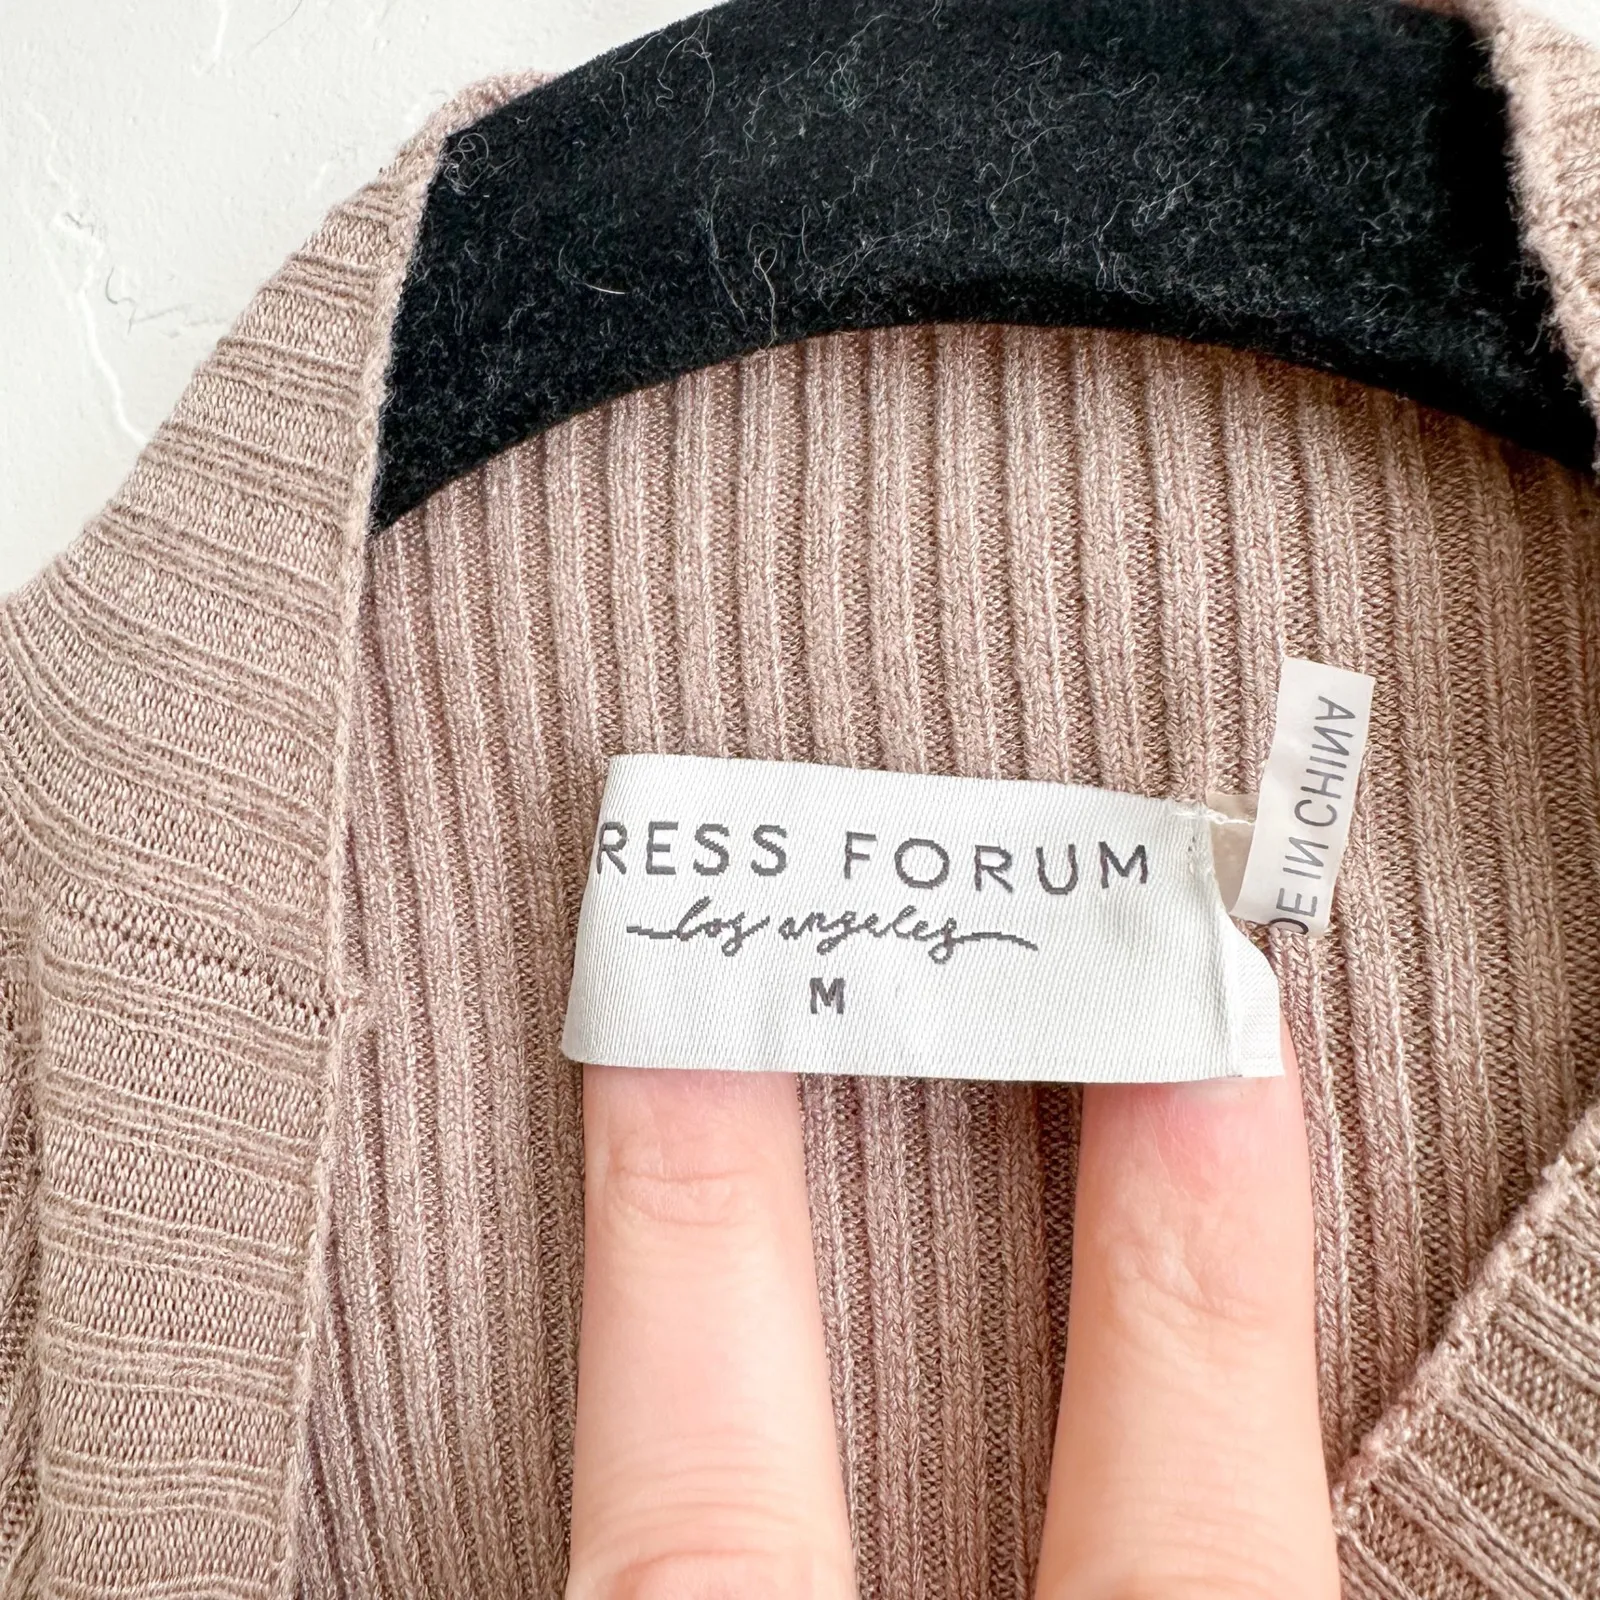 RESS FORUM
los angeles
M
DE IN CHINA